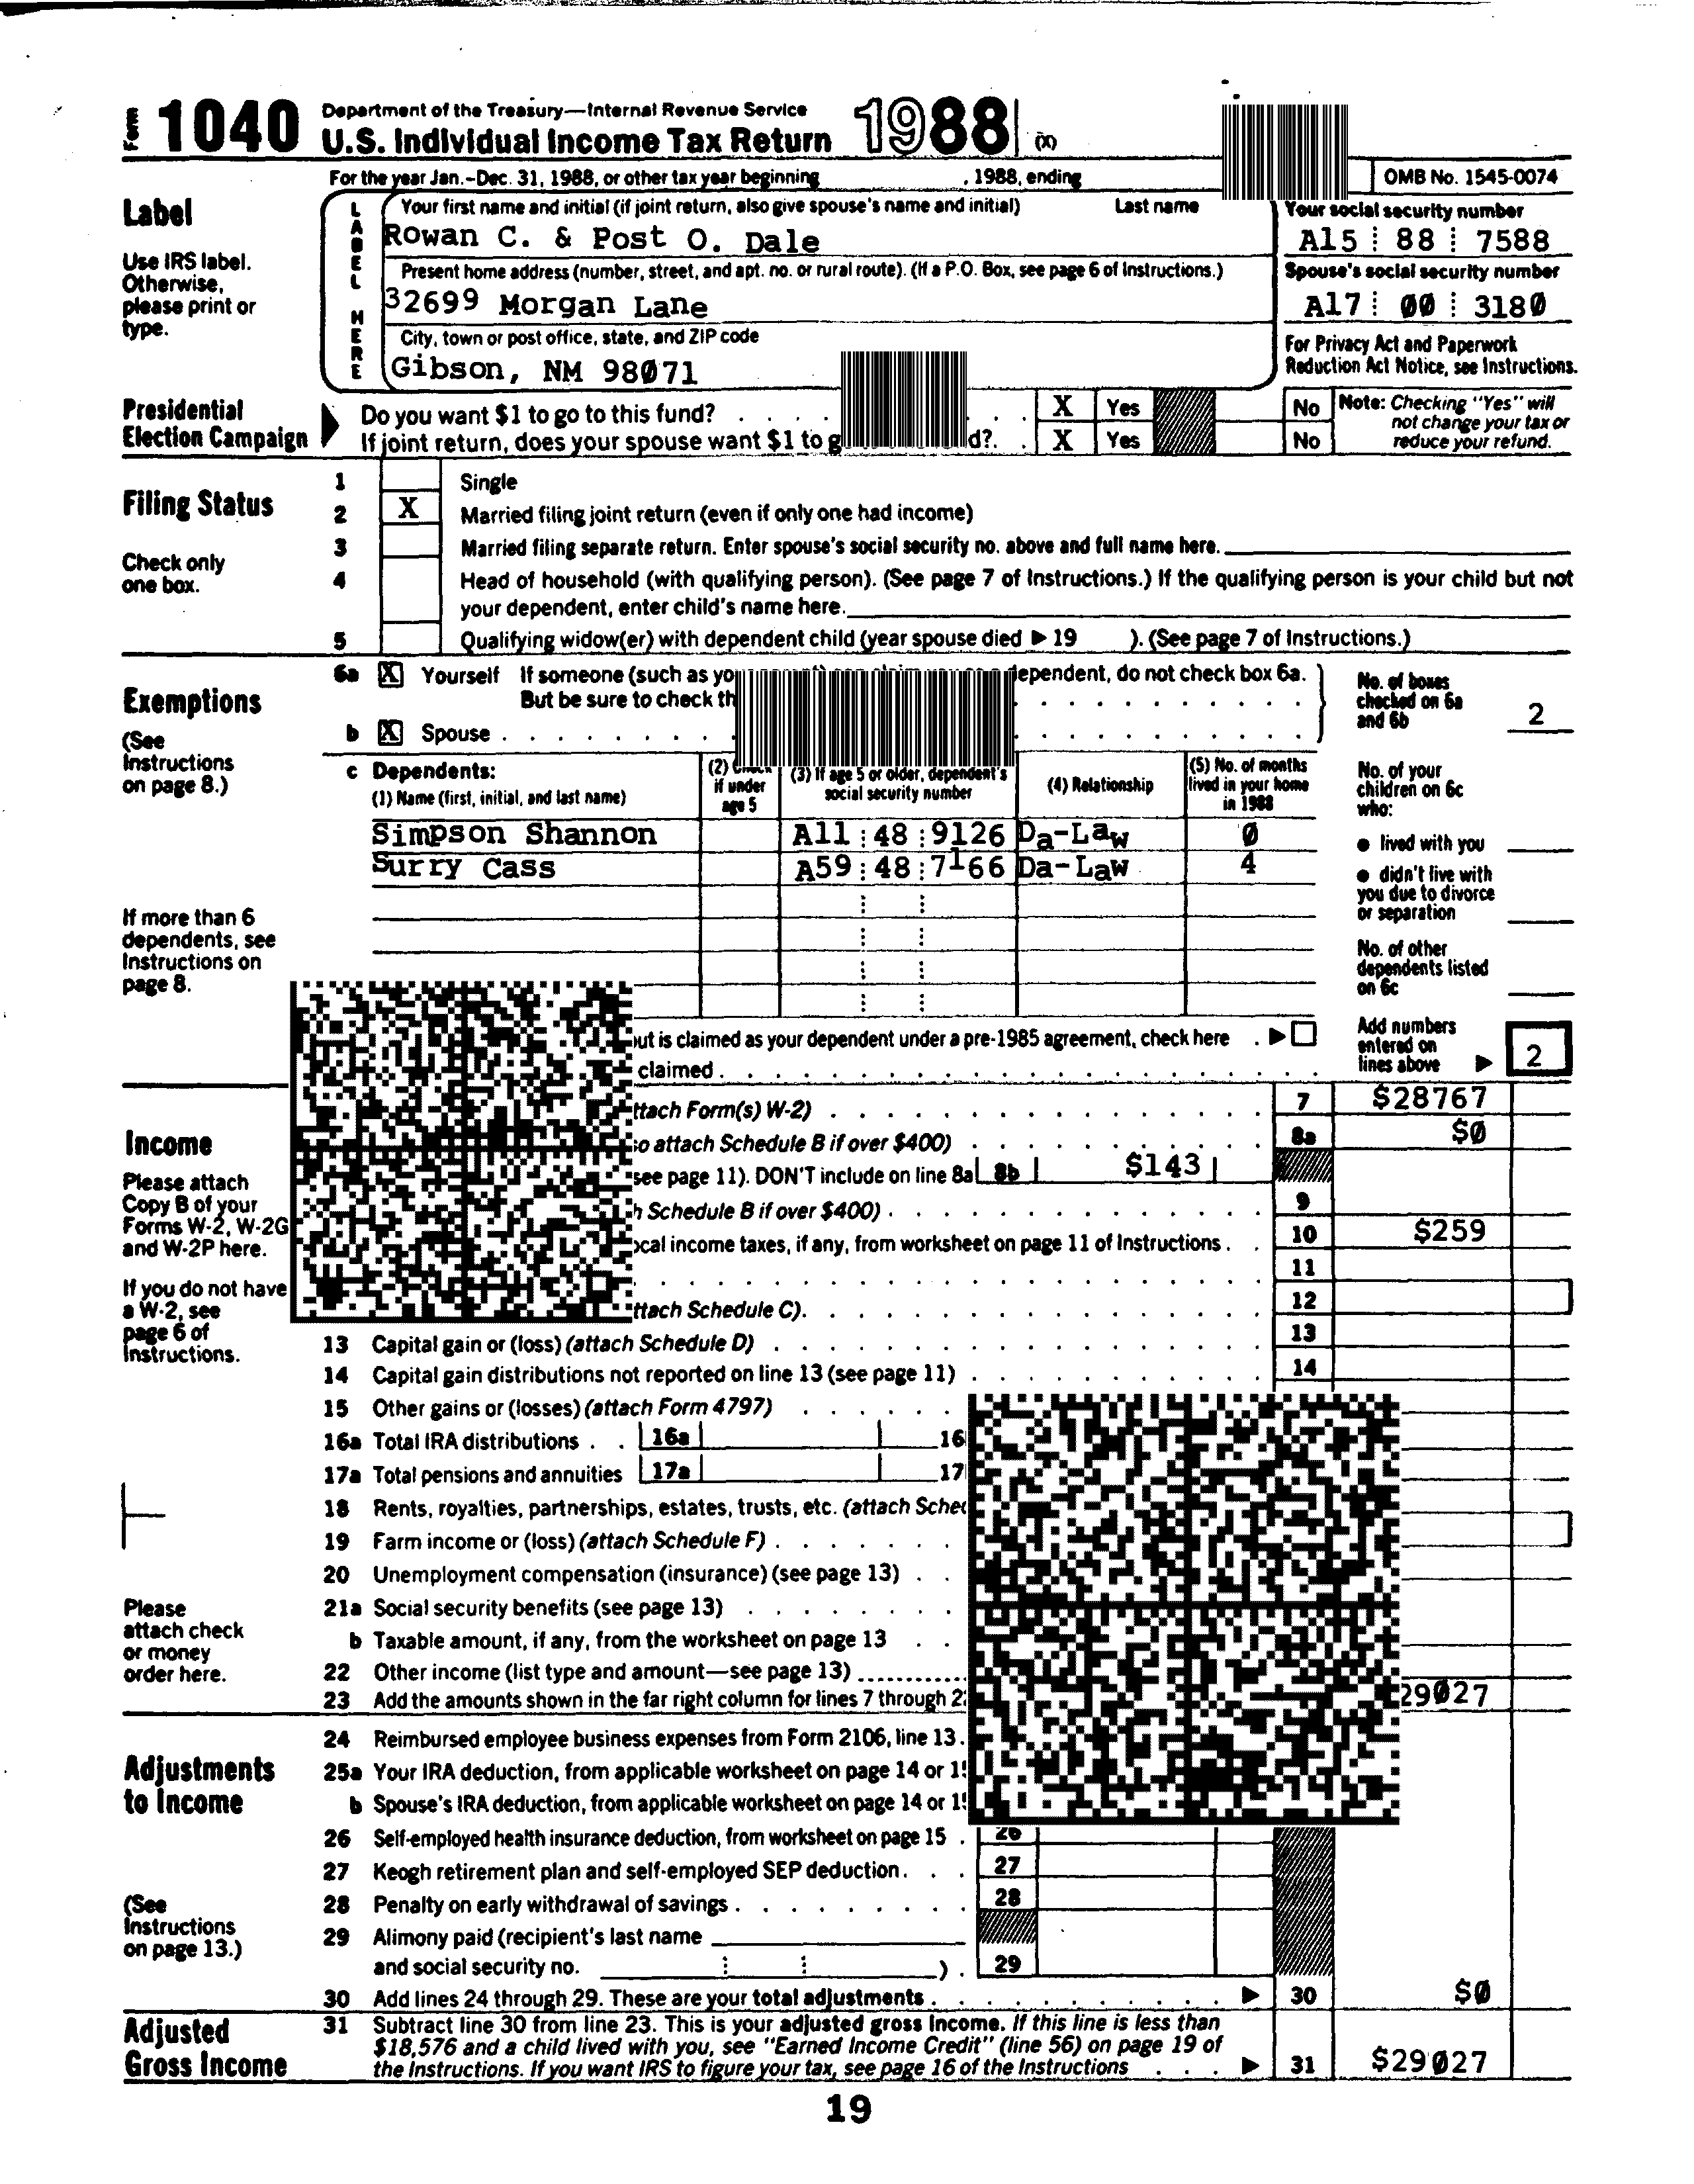 Form 1040 Department of the Treasury—Internal Revenue Service
U.S. Individual Income Tax Return 1988 (X)
For the year Jan.-Dec. 31, 1988, or other tax year beginning , 1988, ending OMB No. 1545-0074
Label
Use IRS label.
Otherwise,
please print or
type.
LABEL HERE
Your first name and initial (if joint return, also give spouse's name and initial) Last name
Rowan C. & Post O. Dale
Present home address (number, street, and apt. no. or rural route). (If a P.O. Box, see page 6 of Instructions.)
32699 Morgan Lane
City, town or post office, state, and ZIP code
Gibson, NM 98071
Your social security number
A15 88 7588
Spouse's social security number
A17 00 3180
For Privacy Act and Paperwork
Reduction Act Notice, see Instructions.
Presidential
Election Campaign
Do you want $1 to go to this fund? X Yes No
If joint return, does your spouse want $1 to X Yes No
Note: Checking "Yes" will
not change your tax or
reduce your refund.
Filing Status
Check only
one box.
1 Single
2 X Married filing joint return (even if only one had income)
3 Married filing separate return. Enter spouse's social security no. above and full name here.
4 Head of household (with qualifying person). (See page 7 of Instructions.) If the qualifying person is your child but not
your dependent, enter child's name here.
5 Qualifying widow(er) with dependent child (year spouse died ▶ 19 ). (See page 7 of Instructions.)
Exemptions
(See
Instructions
on page 8.)
6a X Yourself If someone (such as dependent, do not check box 6a.
But be sure to check
b X Spouse
No. of boxes
checked on 6a
and 6b 2
c Dependents:
(1) Name (first, initial, and last name)
(2) Check
if under
age 5
(3) If age 5 or older, dependent's
social security number
(4) Relationship
(5) No. of months
lived in your home
in 1988
Simpson Shannon A11 48 9126 Da-Law 0
Surry Cass A59 48 7166 Da-Law 4
No. of your
children on 6c
who:
● lived with you
● didn't live with
you due to divorce
or separation
No. of other
dependents listed
on 6c
If more than 6
dependents, see
Instructions on
page 8.
but is claimed as your dependent under a pre-1985 agreement, check here ▶
claimed
Add numbers
entered on
lines above ▶ 2
Income
Please attach
Copy B of your
Forms W-2, W-2G
and W-2P here.
If you do not have
a W-2, see
page 6 of
Instructions.
Please
attach check
or money
order here.
attach Form(s) W-2) 7 $28767
attach Schedule B if over $400) 8a $0
see page 11). DON'T include on line 8a 8b $143
Schedule B if over $400) 9
local income taxes, if any, from worksheet on page 11 of Instructions 10 $259
11
attach Schedule C) 12
13 Capital gain or (loss) (attach Schedule D) 13
14 Capital gain distributions not reported on line 13 (see page 11) 14
15 Other gains or (losses) (attach Form 4797)
16a Total IRA distributions 16a 16
17a Total pensions and annuities 17a 17
18 Rents, royalties, partnerships, estates, trusts, etc. (attach
19 Farm income or (loss) (attach Schedule F)
20 Unemployment compensation (insurance) (see page 13)
21a Social security benefits (see page 13)
b Taxable amount, if any, from the worksheet on page 13
22 Other income (list type and amount—see page 13)
23 Add the amounts shown in the far right column for lines 7 through 29027
Adjustments
to Income
(See
Instructions
on page 13.)
24 Reimbursed employee business expenses from Form 2106, line 13
25a Your IRA deduction, from applicable worksheet on page 14 or
b Spouse's IRA deduction, from applicable worksheet on page 14 or
26 Self-employed health insurance deduction, from worksheet on page 15 26
27 Keogh retirement plan and self-employed SEP deduction 27
28 Penalty on early withdrawal of savings 28
29 Alimony paid (recipient's last name
and social security no. ) 29
30 Add lines 24 through 29. These are your total adjustments ▶ 30 $0
Adjusted
Gross Income
31 Subtract line 30 from line 23. This is your adjusted gross income. If this line is less than
$18,576 and a child lived with you, see "Earned Income Credit" (line 56) on page 19 of
the Instructions. If you want IRS to figure your tax, see page 16 of the Instructions ▶ 31 $29027
19